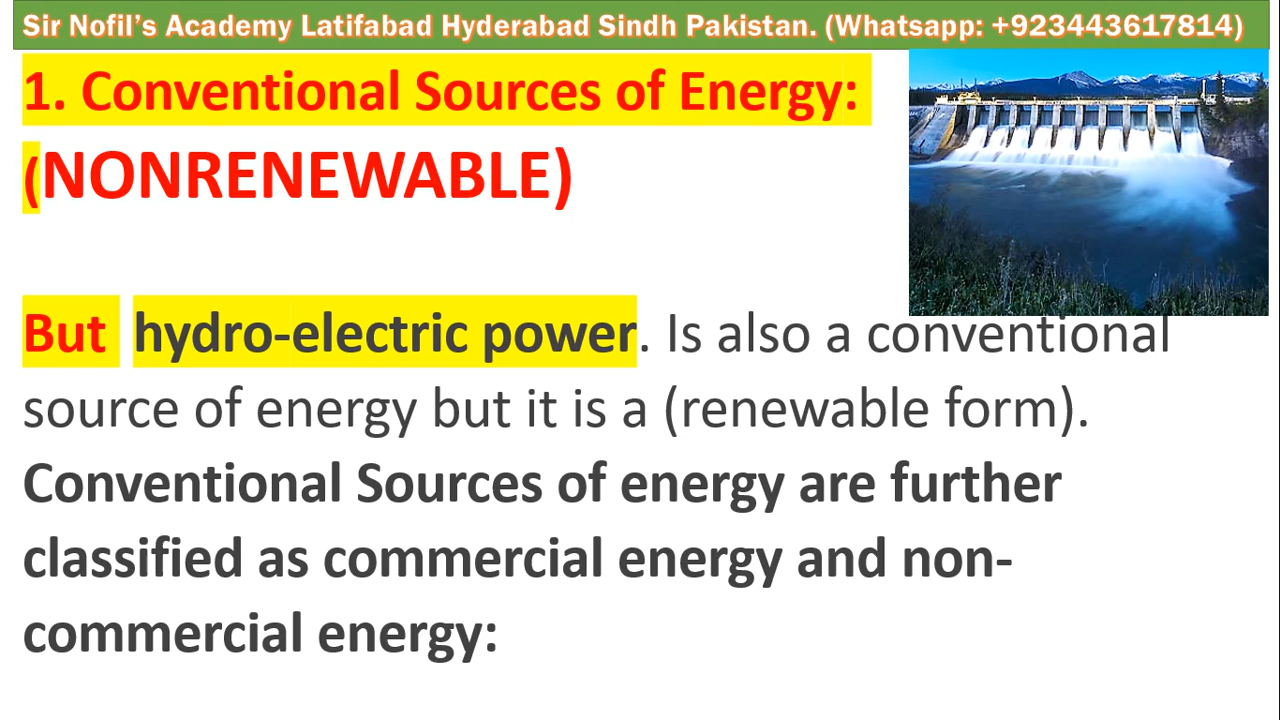 Sir Nofil’s Academy Latifabad Hyderabad Sindh Pakistan. (Whatsapp: +923443617814)
1. Conventional Sources of Energy:
(NONRENEWABLE)
But hydro-electric power. Is also a conventional
source of energy but it is a (renewable form).
Conventional Sources of energy are further
classified as commercial energy and non-
commercial energy: